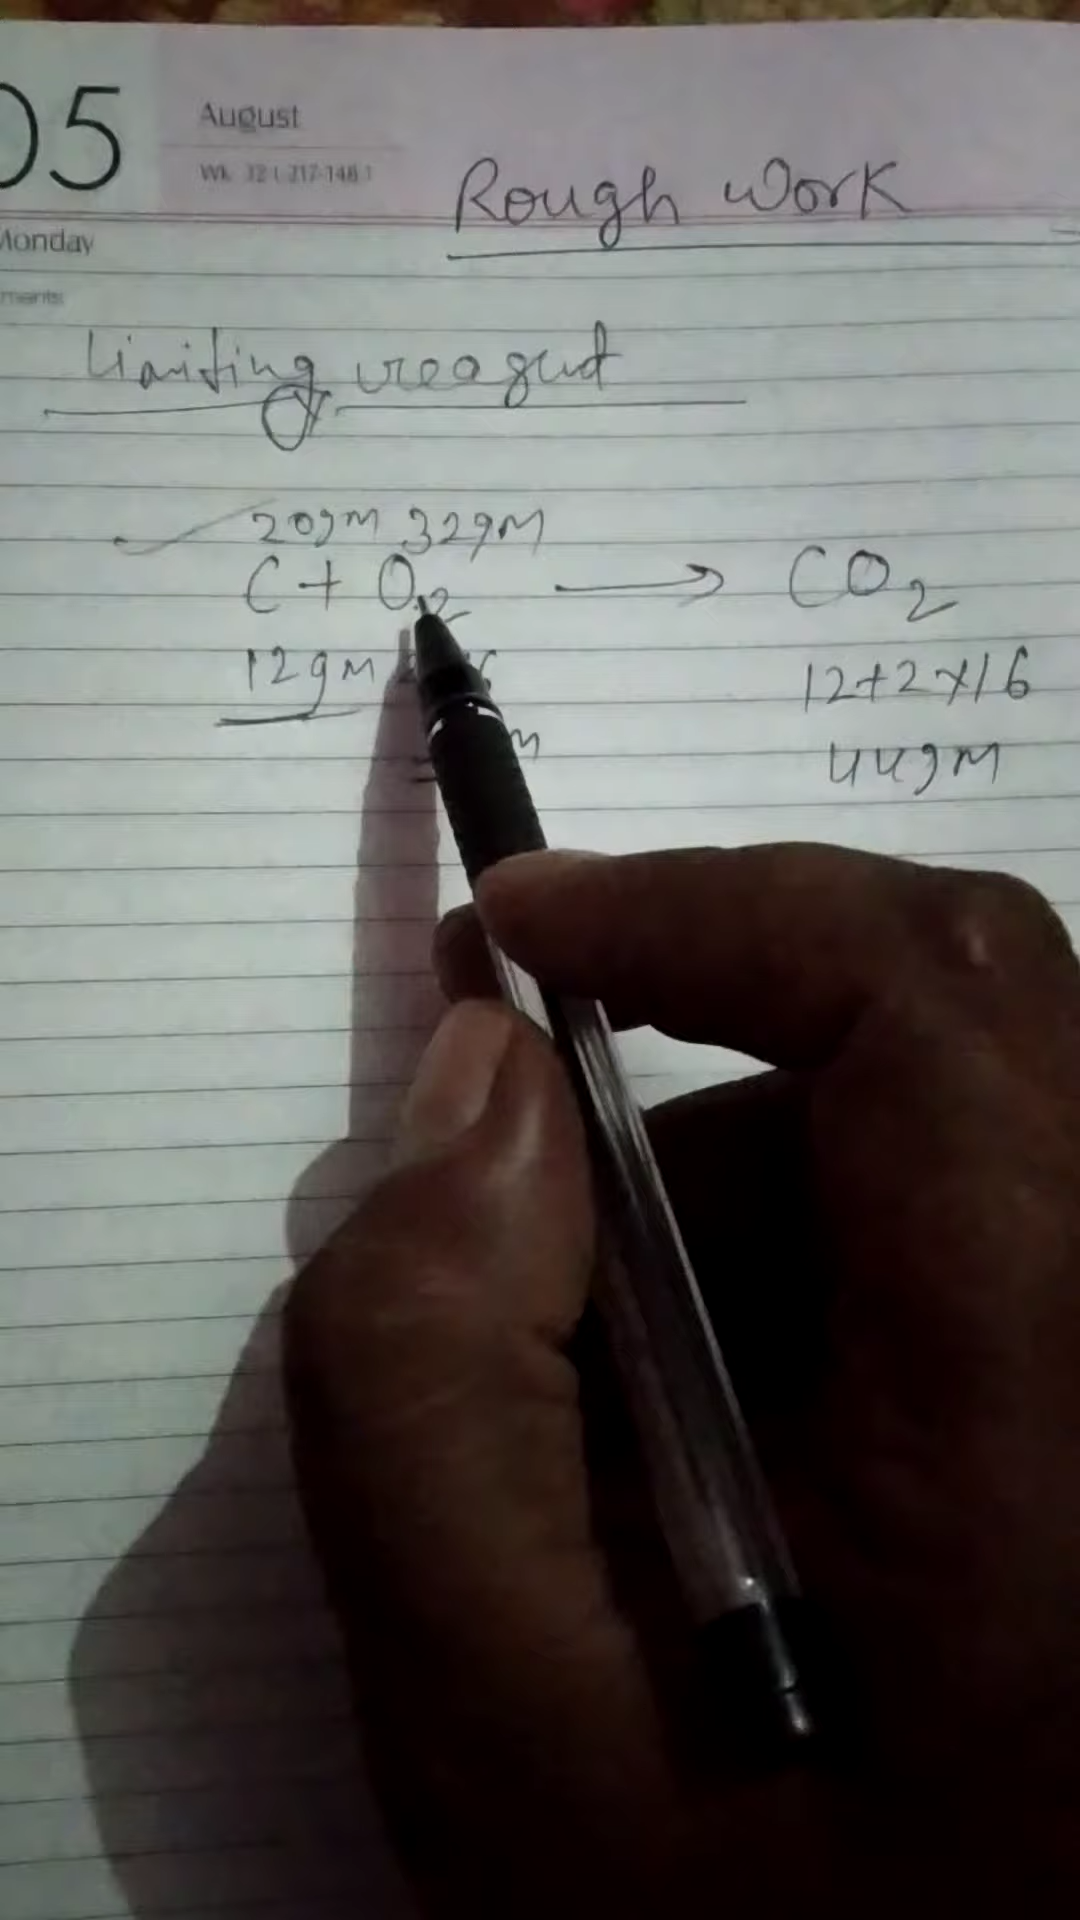 05
August
Wk 32 ( 217-148 )
Rough Work
Monday
ments
Limiting reagent
20gm 32gm
C + O2 → CO2
12gm 12+2×16
m 44gm